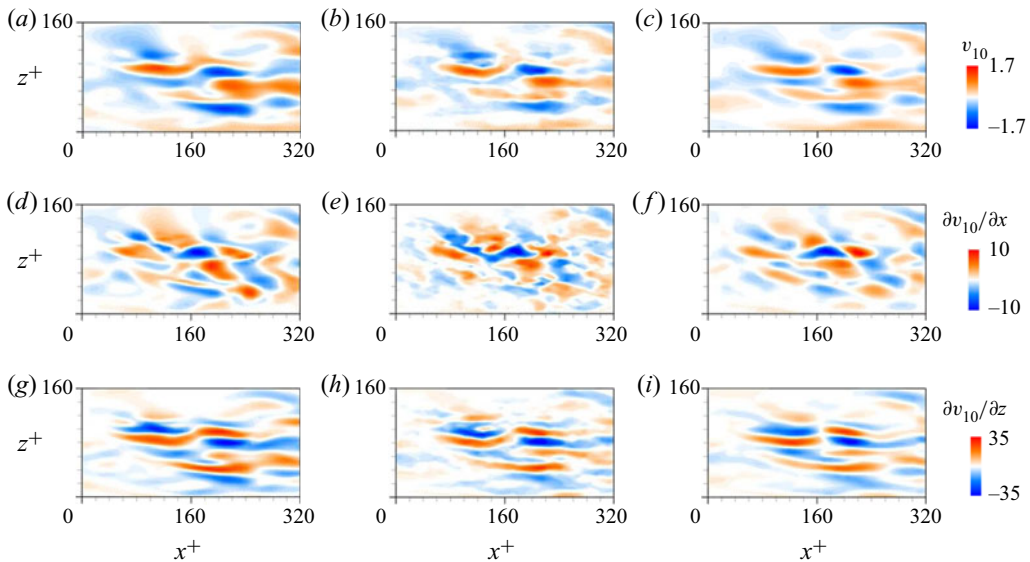 (a) 160 (b) 160 (c) 160
z+ v10 1.7
–1.7
0 160 320 0 160 320 0 160 320
(d) 160 (e) 160 (f) 160
z+ ∂v10/∂x
10
–10
0 160 320 0 160 320 0 160 320
(g) 160 (h) 160 (i) 160
z+ ∂v10/∂z
35
–35
0 160 320 0 160 320 0 160 320
x+ x+ x+